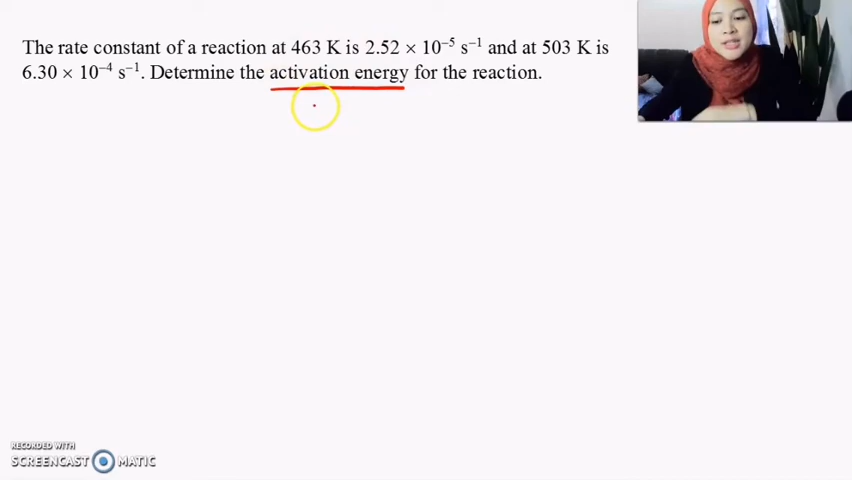 The rate constant of a reaction at 463 K is 2.52 × 10⁻⁵ s⁻¹ and at 503 K is
6.30 × 10⁻⁴ s⁻¹. Determine the activation energy for the reaction.
RECORDED WITH
SCREENCAST MATIC